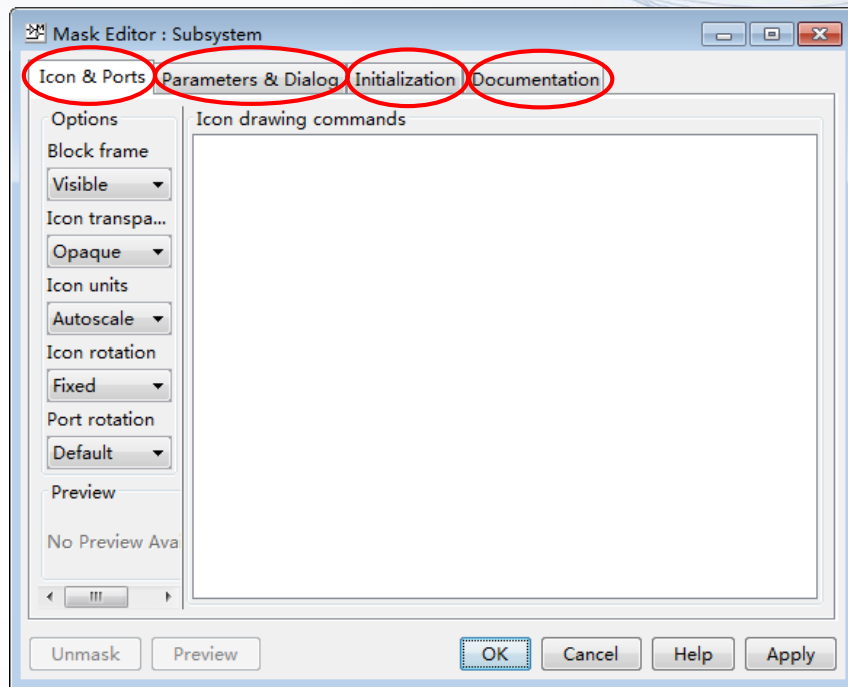 Mask Editor : Subsystem
Icon & Ports Parameters & Dialog Initialization Documentation
Options
Block frame
Visible
Icon transpa...
Opaque
Icon units
Autoscale
Icon rotation
Fixed
Port rotation
Default
Preview
No Preview Ava
Icon drawing commands
Unmask Preview OK Cancel Help Apply